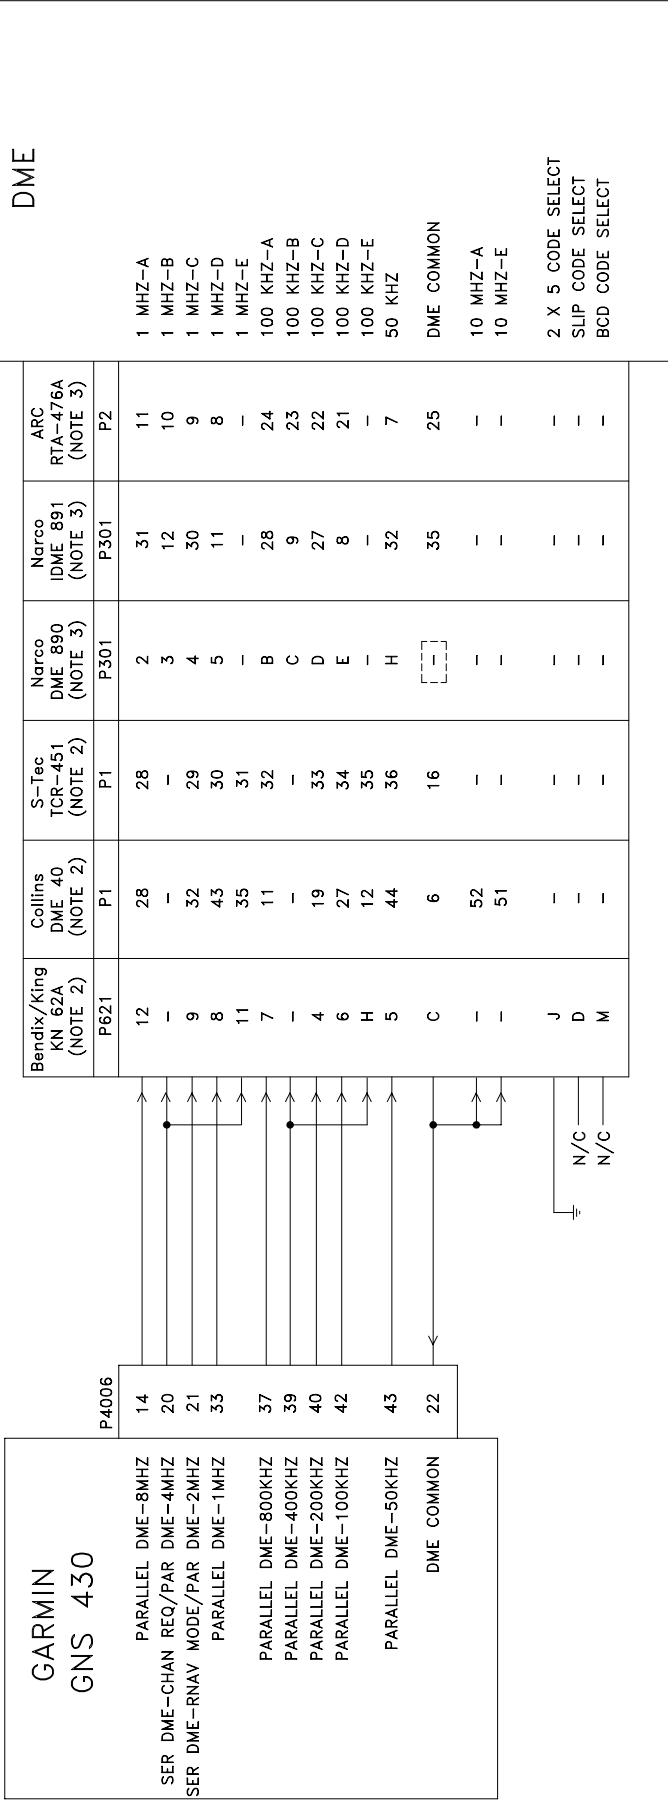 GARMIN
GNS 430
P4006
PARALLEL DME-8MHZ 14
SER DME-CHAN REQ/PAR DME-4MHZ 20
SER DME-RNAV MODE/PAR DME-2MHZ 21
PARALLEL DME-1MHZ 33
PARALLEL DME-800KHZ 37
PARALLEL DME-400KHZ 39
PARALLEL DME-200KHZ 40
PARALLEL DME-100KHZ 42
PARALLEL DME-50KHZ 43
DME COMMON 22
N/C
N/C
DME
Bendix/King Collins S-Tec Narco Narco ARC
KN 62A DME 40 TCR-451 DME 890 IDME 891 RTA-476A
(NOTE 2) (NOTE 2) (NOTE 2) (NOTE 3) (NOTE 3) (NOTE 3)
P621 P1 P1 P301 P301 P2
12 28 28 2 31 11 1 MHZ-A
- - - 3 12 10 1 MHZ-B
9 32 29 4 30 9 1 MHZ-C
8 43 30 5 11 8 1 MHZ-D
11 35 31 - - - 1 MHZ-E
7 11 32 B 28 24 100 KHZ-A
- - - C 9 23 100 KHZ-B
4 19 33 D 27 22 100 KHZ-C
6 27 34 E 8 21 100 KHZ-D
H 12 35 - - - 100 KHZ-E
5 44 36 H 32 7 50 KHZ
C 6 16 - 35 25 DME COMMON
- 52 - - - - 10 MHZ-A
- 51 - - - - 10 MHZ-E
J - - - - - 2 X 5 CODE SELECT
D - - - - - SLIP CODE SELECT
M - - - - - BCD CODE SELECT